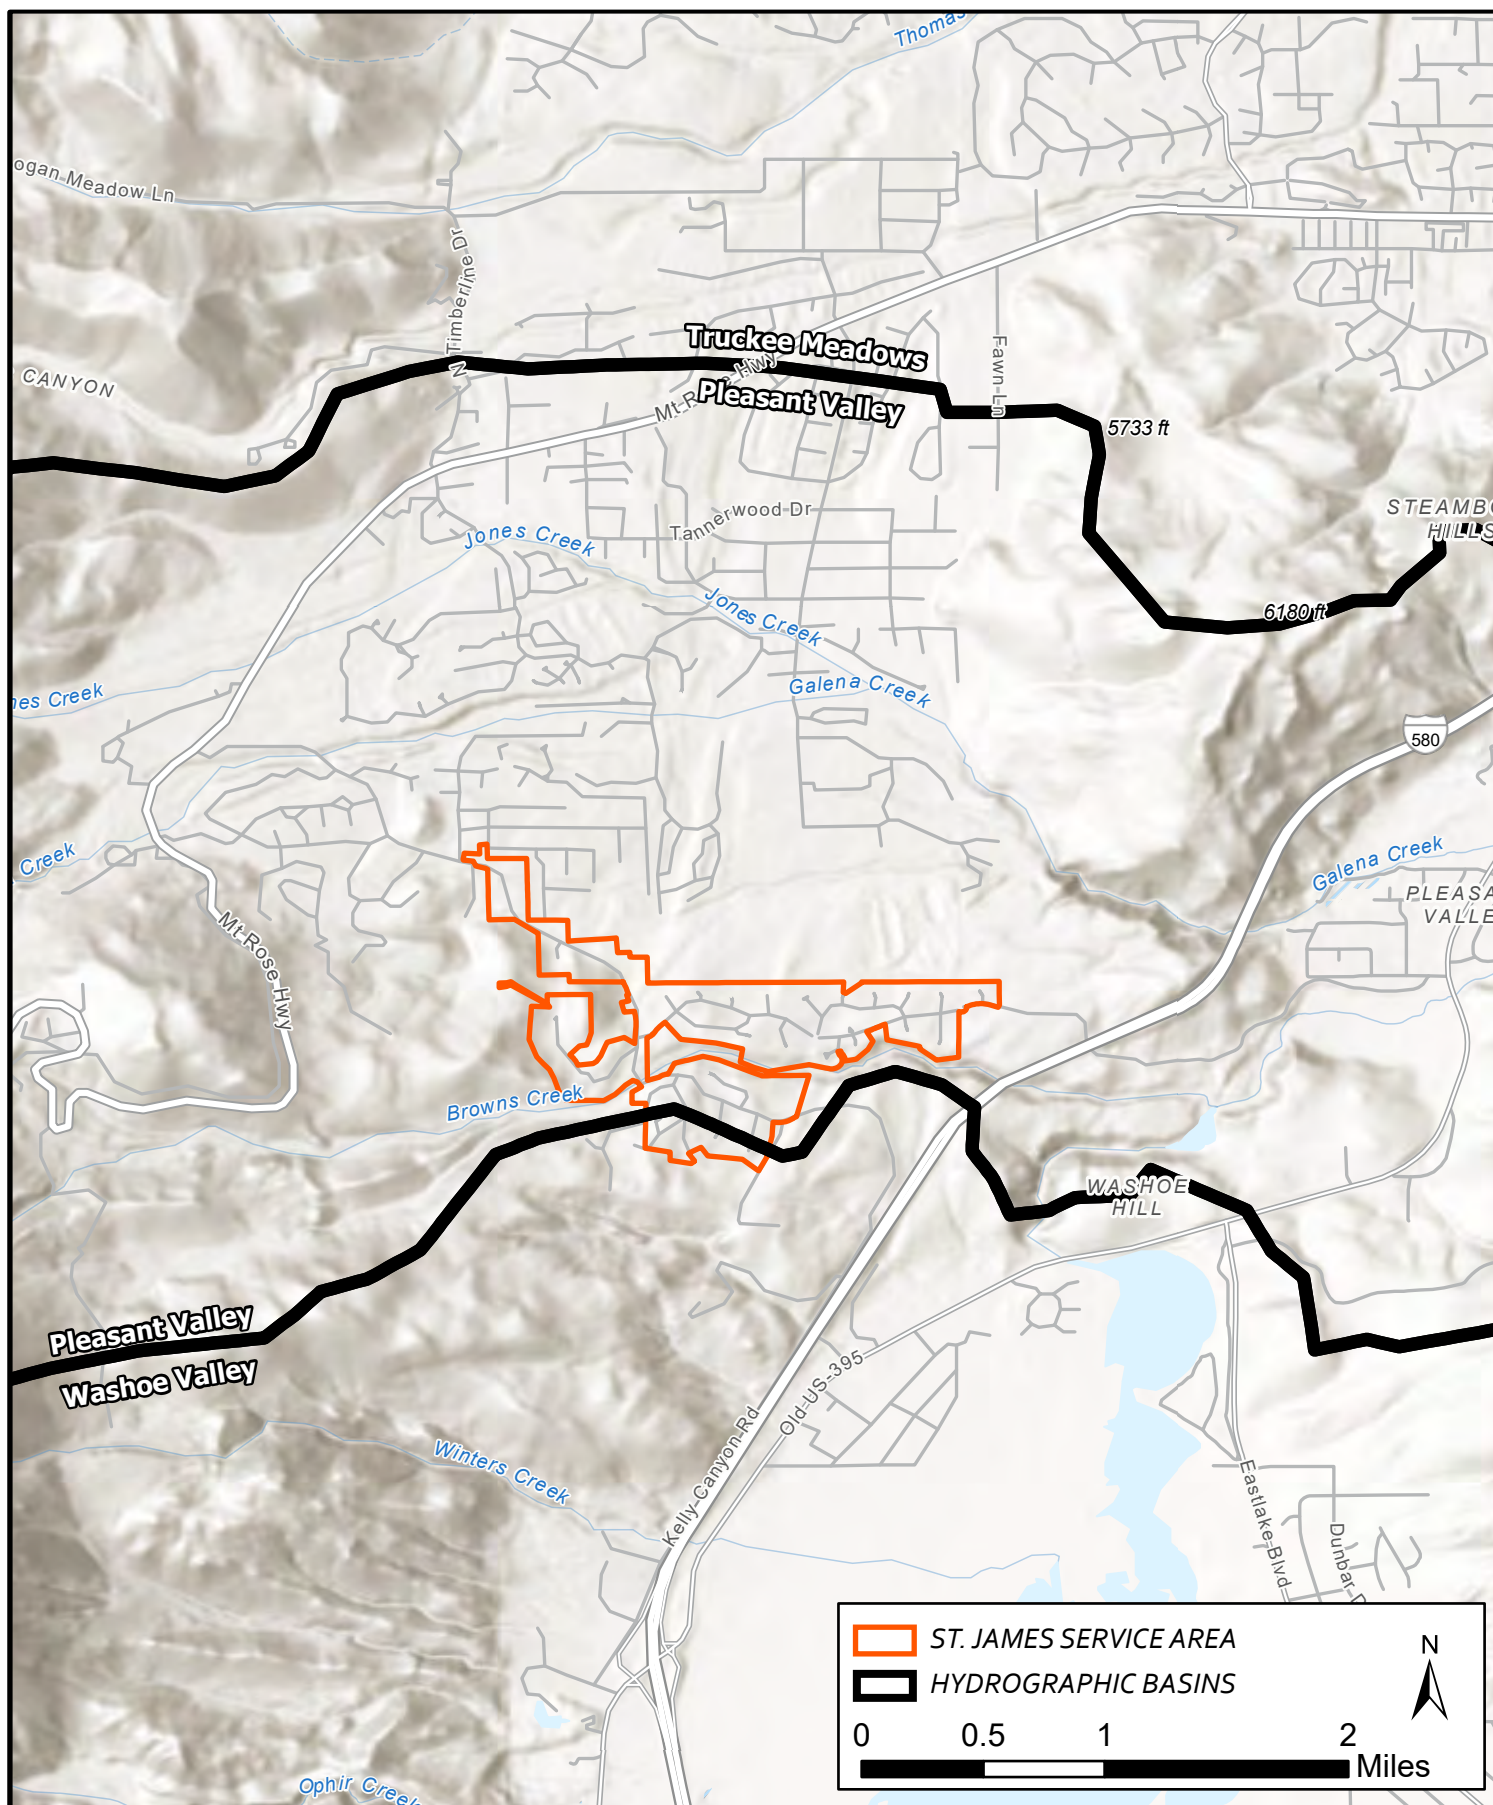 Thomas
ogan Meadow Ln
N Timberline Dr
Truckee Meadows
Fawn Ln
CANYON
Mt R e Hwy
Pleasant Valley
5733 ft
Tannerwood Dr
STEAMBO
HILLS
Jones Creek
Jones Creek
6180 ft
nes Creek
Galena Creek
580
Creek
Galena Creek
PLEASA
VALLE
Mt Rose Hwy
Browns Creek
WASHOE
HILL
Pleasant Valley
Washoe Valley
Old US-395
Kelly Canyon Rd
Winters Creek
Eastlake Blvd
Dunbar D
ST. JAMES SERVICE AREA
HYDROGRAPHIC BASINS
N
0 0.5 1 2
Miles
Ophir Creek